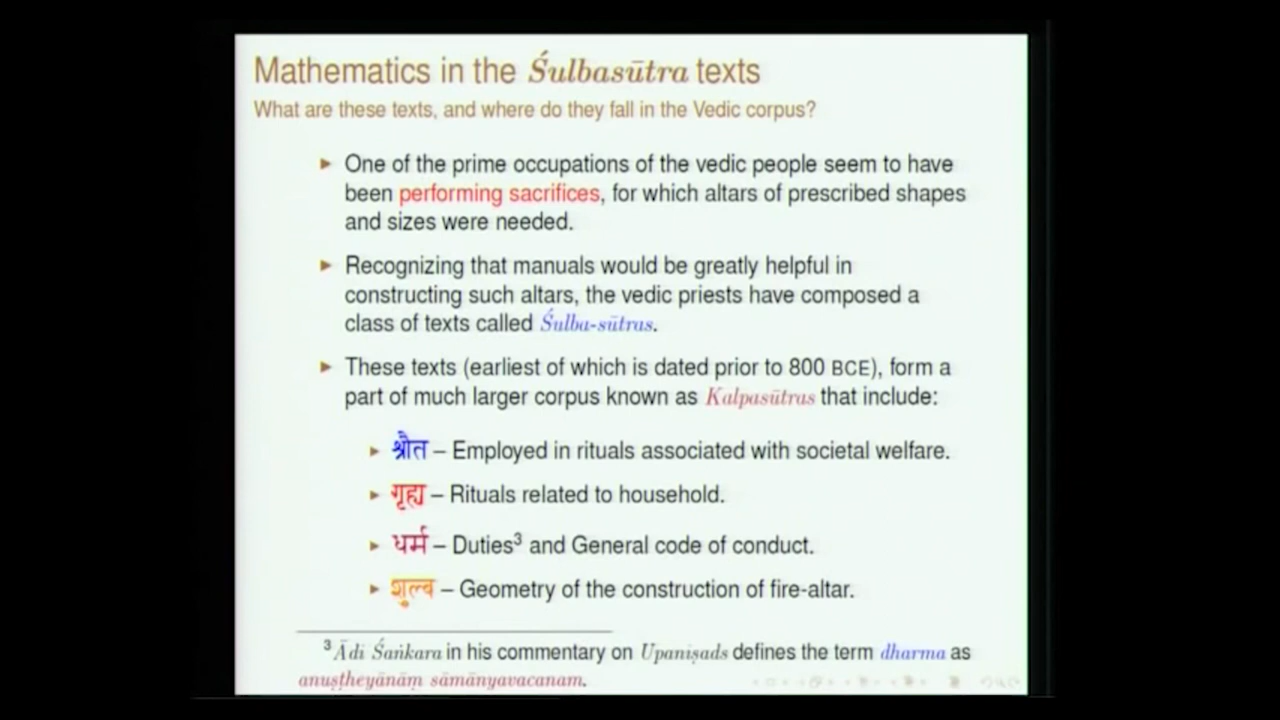 Mathematics in the Śulbasūtra texts
What are these texts, and where do they fall in the Vedic corpus?
► One of the prime occupations of the vedic people seem to have
been performing sacrifices, for which altars of prescribed shapes
and sizes were needed.
► Recognizing that manuals would be greatly helpful in
constructing such altars, the vedic priests have composed a
class of texts called Śulba-sūtras.
► These texts (earliest of which is dated prior to 800 BCE), form a
part of much larger corpus known as Kalpasūtras that include:
► श्रौत – Employed in rituals associated with societal welfare.
► गृह्य – Rituals related to household.
► धर्म – Duties³ and General code of conduct.
► शुल्ब – Geometry of the construction of fire-altar.
³ Ādi Śaṅkara in his commentary on Upaniṣads defines the term dharma as
anuṣṭheyānāṃ sāmānyavacanam.